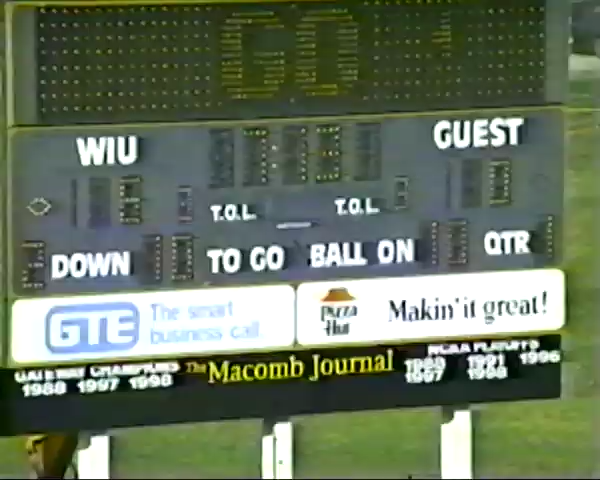 GO
WIU
GUEST
T.O.L. T.O.L.
DOWN TO GO BALL ON QTR
GTE The smart
business call
Pizza
Hut
Makin' it great!
GATEWAY CHAMPIONS
1988 1997 1998
The Macomb Journal
NCAA PLAYOFFS
1991 1996
1997 1998